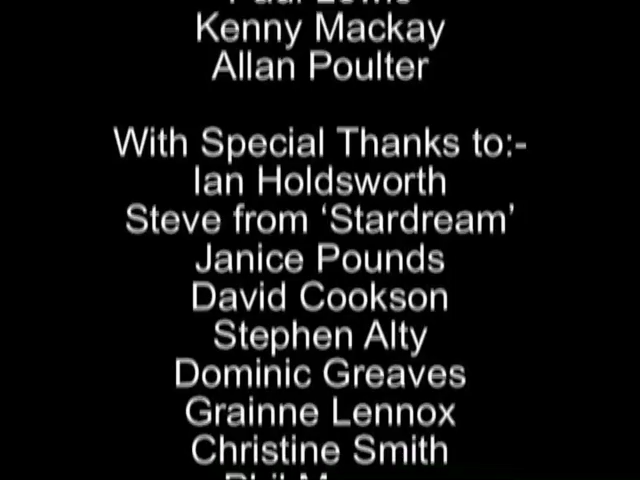 Kenny Mackay
Allan Poulter
With Special Thanks to:-
Ian Holdsworth
Steve from ‘Stardream’
Janice Pounds
David Cookson
Stephen Alty
Dominic Greaves
Grainne Lennox
Christine Smith